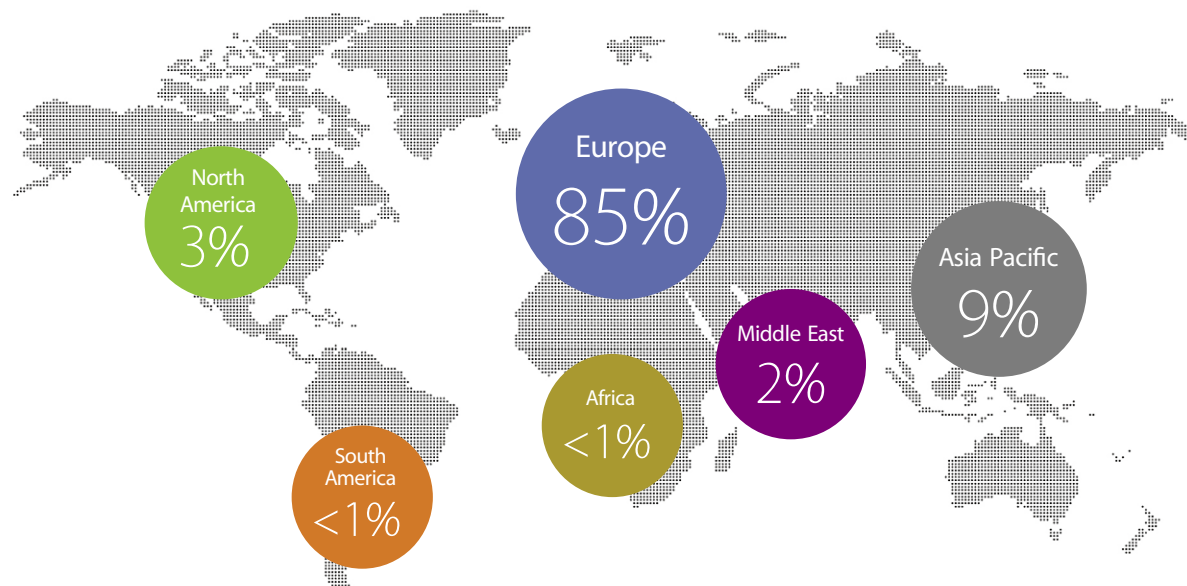 North
America
3%
Europe
85%
Asia Pacific
9%
Middle East
2%
Africa
<1%
South
America
<1%